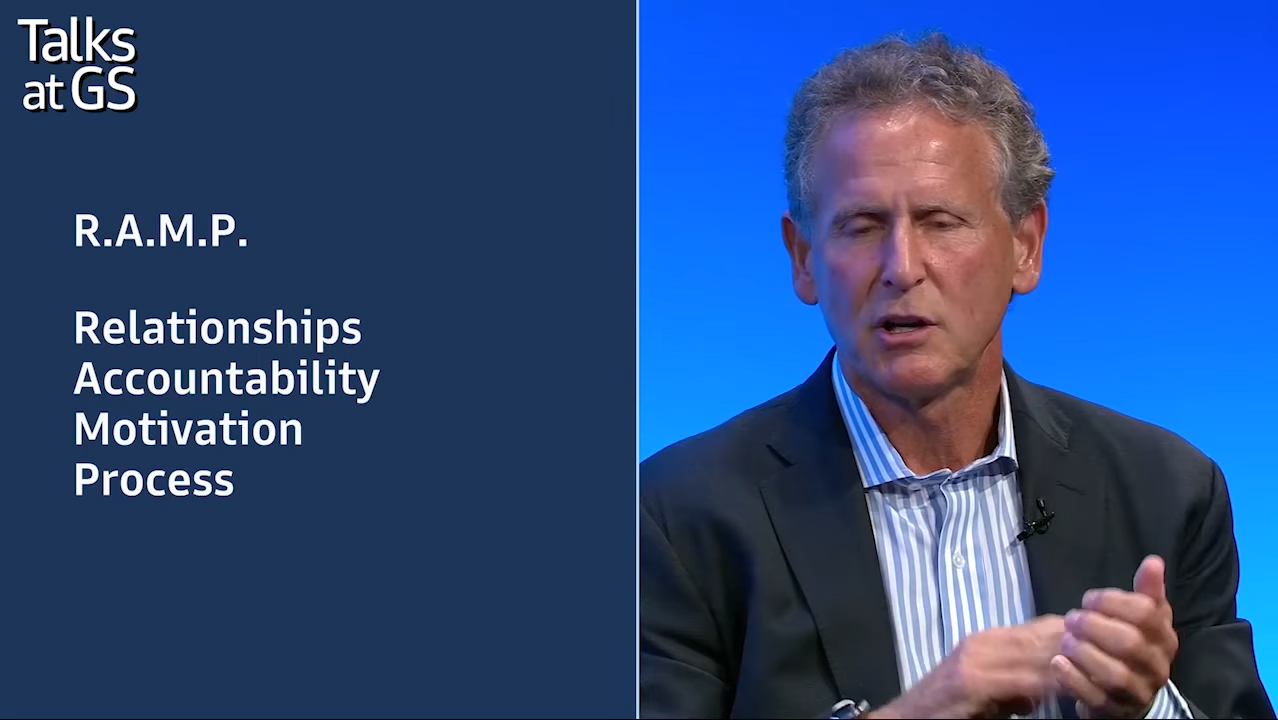 Talks
at GS
R.A.M.P.
Relationships
Accountability
Motivation
Process